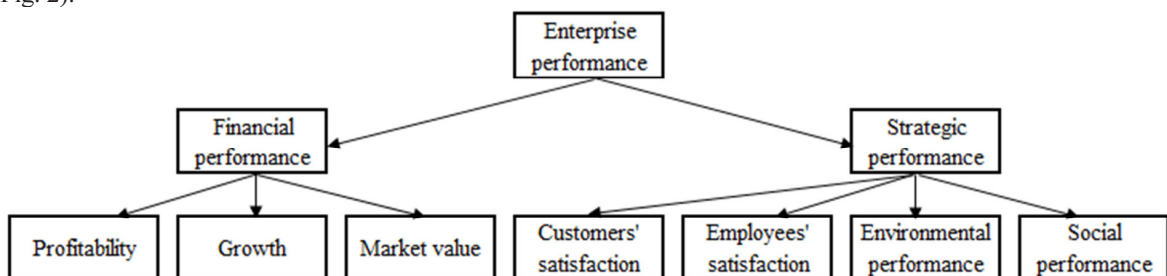 Fig. 2).
Enterprise
performance
Financial
performance
Strategic
performance
Profitability
Growth
Market value
Customers'
satisfaction
Employees'
satisfaction
Environmental
performance
Social
performance